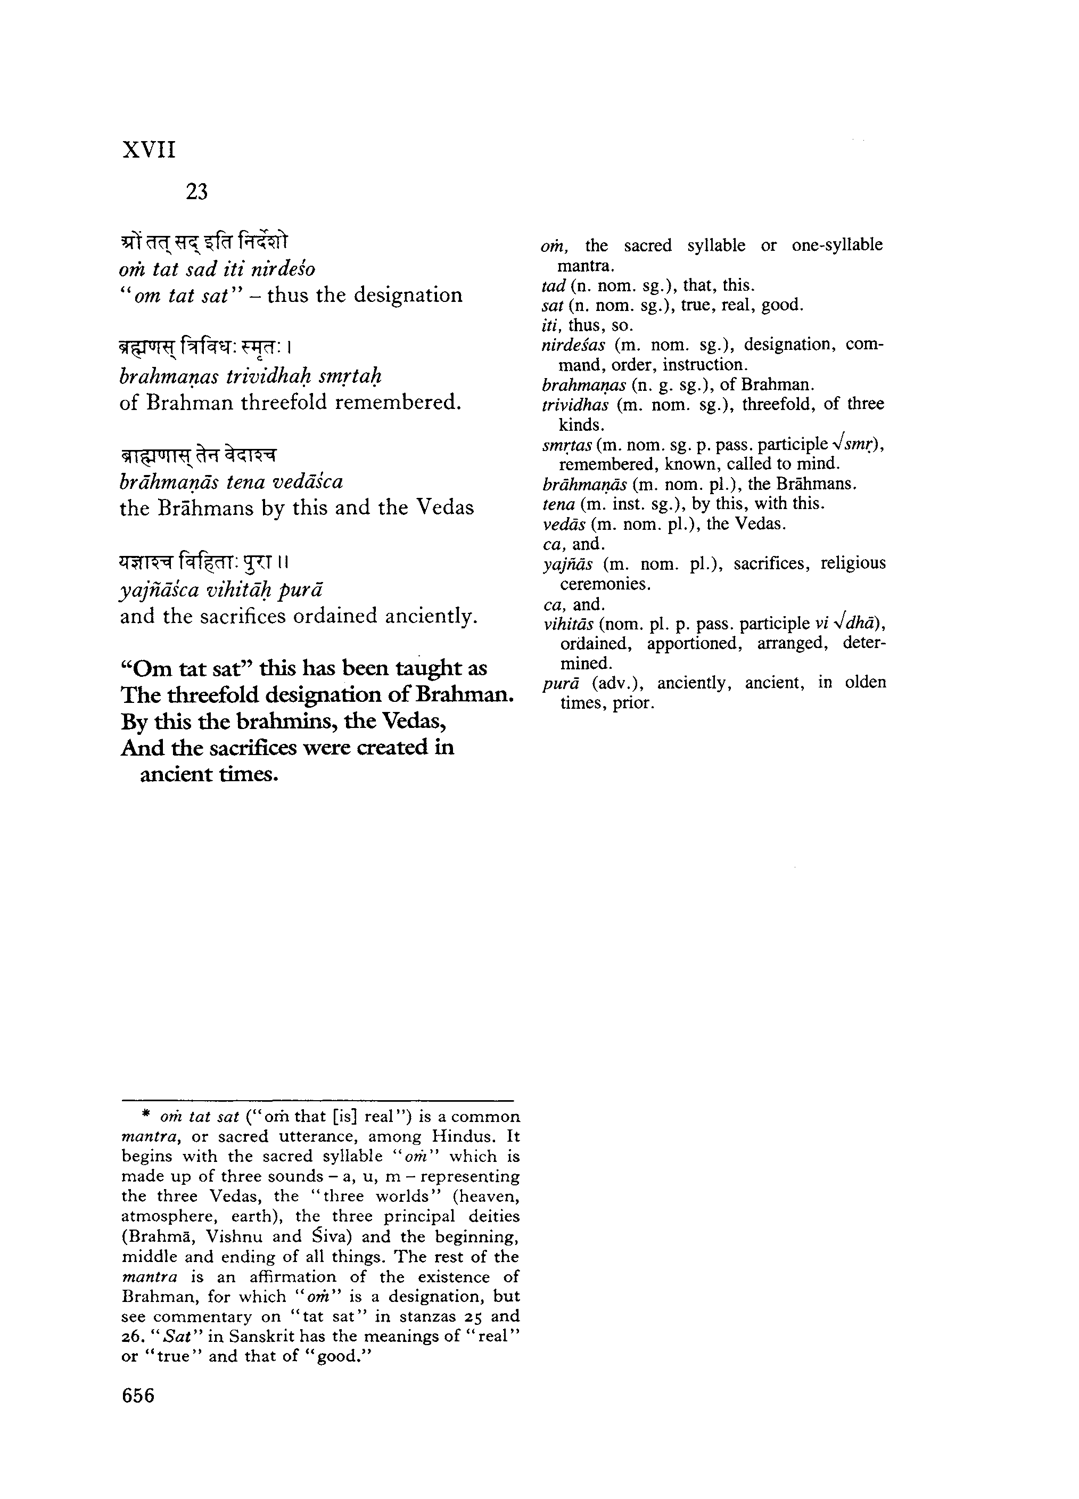 XVII
23
ओं तत् सद् इति निर्देशो
oṁ tat sad iti nirdeśo
“om tat sat” – thus the designation
ब्रह्मणस् त्रिविधः स्मृतः ।
brahmaṇas trividhaḥ smṛtaḥ
of Brahman threefold remembered.
ब्राह्मणास् तेन वेदाश्च
brāhmaṇās tena vedāśca
the Brāhmans by this and the Vedas
यज्ञाश्च विहिताः पुरा ।।
yajñāśca vihitāḥ purā
and the sacrifices ordained anciently.
“Om tat sat” this has been taught as
The threefold designation of Brahman.
By this the brahmins, the Vedas,
And the sacrifices were created in
ancient times.
oṁ, the sacred syllable or one-syllable
mantra.
tad (n. nom. sg.), that, this.
sat (n. nom. sg.), true, real, good.
iti, thus, so.
nirdeśas (m. nom. sg.), designation, com-
mand, order, instruction.
brahmaṇas (n. g. sg.), of Brahman.
trividhas (m. nom. sg.), threefold, of three
kinds.
smṛtas (m. nom. sg. p. pass. participle √smṛ),
remembered, known, called to mind.
brāhmaṇās (m. nom. pl.), the Brāhmans.
tena (m. inst. sg.), by this, with this.
vedās (m. nom. pl.), the Vedas.
ca, and.
yajñās (m. nom. pl.), sacrifices, religious
ceremonies.
ca, and.
vihitās (nom. pl. p. pass. participle vi √dhā),
ordained, apportioned, arranged, deter-
mined.
purā (adv.), anciently, ancient, in olden
times, prior.
* oṁ tat sat (“oṁ that [is] real”) is a common
mantra, or sacred utterance, among Hindus. It
begins with the sacred syllable “oṁ” which is
made up of three sounds – a, u, m – representing
the three Vedas, the “three worlds” (heaven,
atmosphere, earth), the three principal deities
(Brahmā, Vishnu and Śiva) and the beginning,
middle and ending of all things. The rest of the
mantra is an affirmation of the existence of
Brahman, for which “oṁ” is a designation, but
see commentary on “tat sat” in stanzas 25 and
26. “Sat” in Sanskrit has the meanings of “real”
or “true” and that of “good.”
656